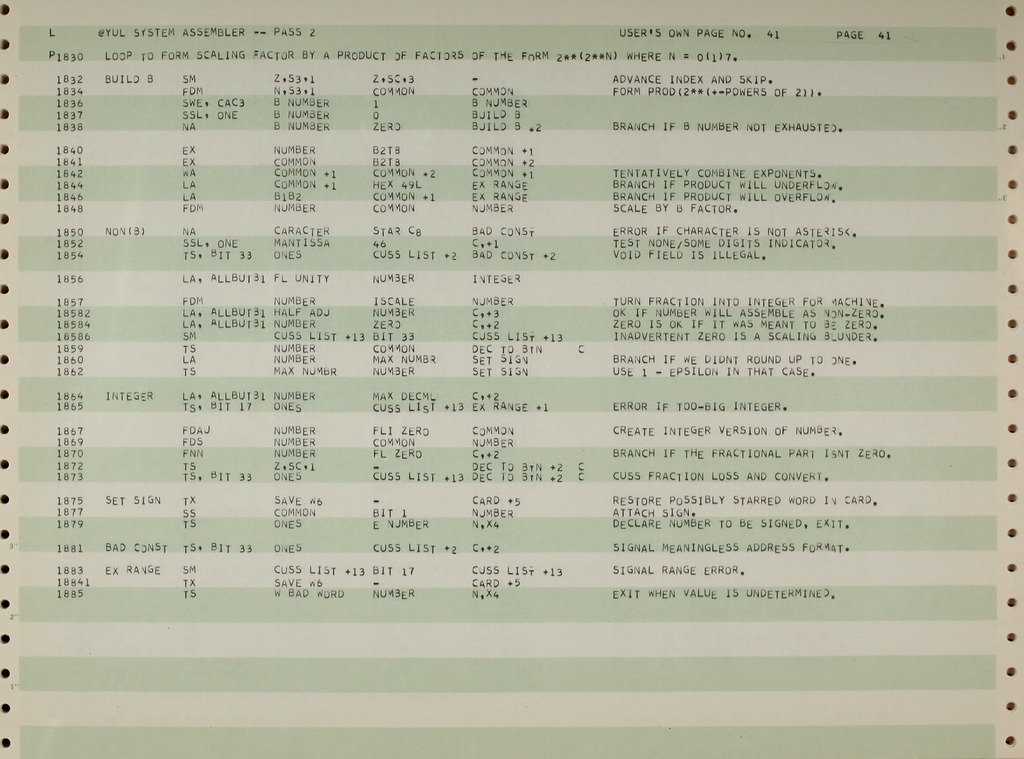 L @YUL SYSTEM ASSEMBLER -- PASS 2 USER'S OWN PAGE NO. 41 PAGE 41
P1830 LOOP TO FORM SCALING FACTOR BY A PRODUCT OF FACTORS OF THE FORM 2**(2**N) WHERE N = 0(1)7.
1832 BUILD B SM Z,S3,1 Z,SC,3 - ADVANCE INDEX AND SKIP.
1834 FDM N,S3,1 COMMON COMMON FORM PROD(2**(+-POWERS OF 2)).
1836 SWE, CAC3 B NUMBER 1 B NUMBER
1837 SSL, ONE B NUMBER 0 BUILD B
1838 NA B NUMBER ZERO BUILD B +2 BRANCH IF B NUMBER NOT EXHAUSTED.
1840 EX NUMBER B2TB COMMON +1
1841 EX COMMON B2TB COMMON +2
1842 WA COMMON +1 COMMON +2 COMMON +1 TENTATIVELY COMBINE EXPONENTS.
1844 LA COMMON +1 HEX 49L EX RANGE BRANCH IF PRODUCT WILL UNDERFLOW.
1846 LA B1B2 COMMON +1 EX RANGE BRANCH IF PRODUCT WILL OVERFLOW.
1848 FDM NUMBER COMMON NUMBER SCALE BY B FACTOR.
1850 NON(B) NA CARACTER STAR C8 BAD CONST ERROR IF CHARACTER IS NOT ASTERISK.
1852 SSL, ONE MANTISSA 46 C,+1 TEST NONE/SOME DIGITS INDICATOR.
1854 TS, BIT 33 ONES CUSS LIST +2 BAD CONST +2 VOID FIELD IS ILLEGAL.
1856 LA, ALLBUTB1 FL UNITY NUMBER INTEGER
1857 FDM NUMBER ISCALE NUMBER TURN FRACTION INTO INTEGER FOR MACHINE.
18582 LA, ALLBUTB1 HALF ADJ NUMBER C,+3 OK IF NUMBER WILL ASSEMBLE AS NON-ZERO.
18584 LA, ALLBUTB1 NUMBER ZERO C,+2 ZERO IS OK IF IT WAS MEANT TO BE ZERO.
18586 SM CUSS LIST +13 BIT 33 CUSS LIST +13 INADVERTENT ZERO IS A SCALING BLUNDER.
1859 TS NUMBER COMMON DEC TO BIN C
1860 LA NUMBER MAX NUMBR SET SIGN BRANCH IF WE DIDNT ROUND UP TO ONE.
1862 TS MAX NUMBR NUMBER SET SIGN USE 1 - EPSILON IN THAT CASE.
1864 INTEGER LA, ALLBUTB1 NUMBER MAX DECML C,+2
1865 TS, BIT 17 ONES CUSS LIST +13 EX RANGE +1 ERROR IF TOO-BIG INTEGER.
1867 FDAU NUMBER FLI ZERO COMMON CREATE INTEGER VERSION OF NUMBER.
1869 FDS NUMBER COMMON NUMBER
1870 FNN NUMBER FL ZERO C,+2 BRANCH IF THE FRACTIONAL PART ISNT ZERO.
1872 TS Z,SC,1 - DEC TO BIN +2 C
1873 TS, BIT 33 ONES CUSS LIST +13 DEC TO BIN +2 C CUSS FRACTION LOSS AND CONVERT.
1875 SET SIGN TX SAVE W6 - CARD +5 RESTORE POSSIBLY STARRED WORD IN CARD.
1877 SS COMMON BIT 1 NUMBER ATTACH SIGN.
1879 TS ONES E NUMBER N,X4 DECLARE NUMBER TO BE SIGNED, EXIT.
1881 BAD CONST TS, BIT 33 ONES CUSS LIST +2 C,+2 SIGNAL MEANINGLESS ADDRESS FORMAT.
1883 EX RANGE SM CUSS LIST +13 BIT 17 CUSS LIST +13 SIGNAL RANGE ERROR.
18841 TX SAVE W6 - CARD +5
1885 TS W BAD WORD NUMBER N,X4 EXIT WHEN VALUE IS UNDETERMINED.